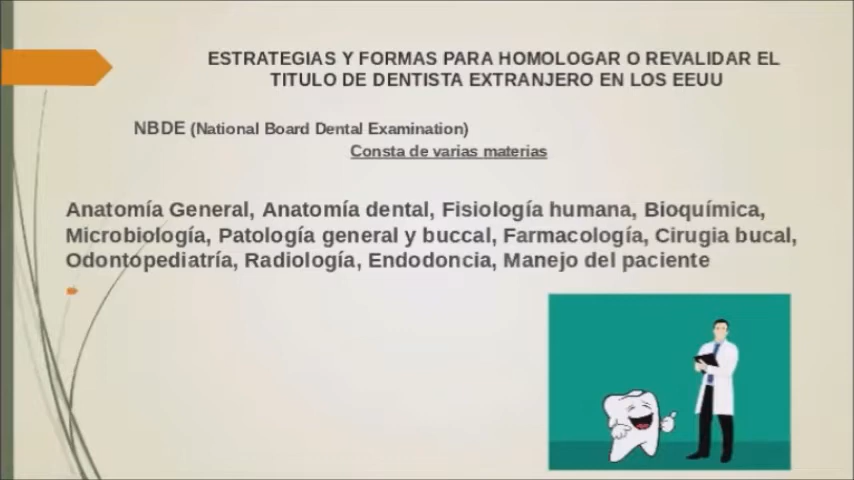 ESTRATEGIAS Y FORMAS PARA HOMOLOGAR O REVALIDAR EL
TITULO DE DENTISTA EXTRANJERO EN LOS EEUU
NBDE (National Board Dental Examination)
Consta de varias materias
Anatomía General, Anatomía dental, Fisiología humana, Bioquímica,
Microbiología, Patología general y buccal, Farmacología, Cirugia bucal,
Odontopediatría, Radiología, Endodoncia, Manejo del paciente